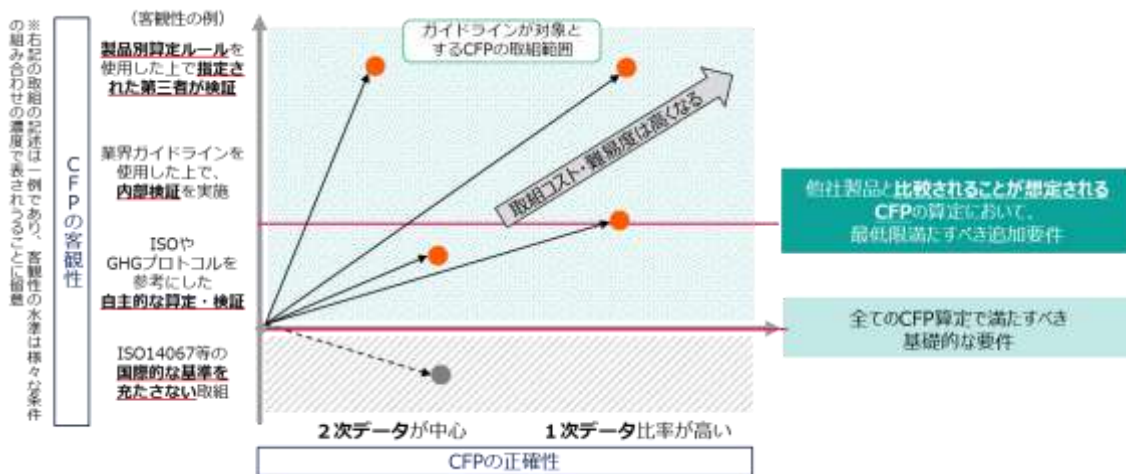 ※右記の取組の記述は一例であり、客観性の水準は様々な条件
の組み合わせの濃度で表されうることに留意
CFPの客観性
(客観性の例)
製品別算定ルールを
使用した上で指定さ
れた第三者が検証
業界ガイドラインを
使用した上で、
内部検証を実施
ISOや
GHGプロトコルを
参考にした
自主的な算定・検証
ISO14067等の
国際的な基準を
充たさない取組
ガイドラインが対象と
するCFPの取組範囲
取組コスト・難易度は高くなる
他社製品と比較されることが想定される
CFPの算定において、
最低限満たすべき追加要件
全てのCFP算定で満たすべき
基礎的な要件
2次データが中心
1次データ比率が高い
CFPの正確性